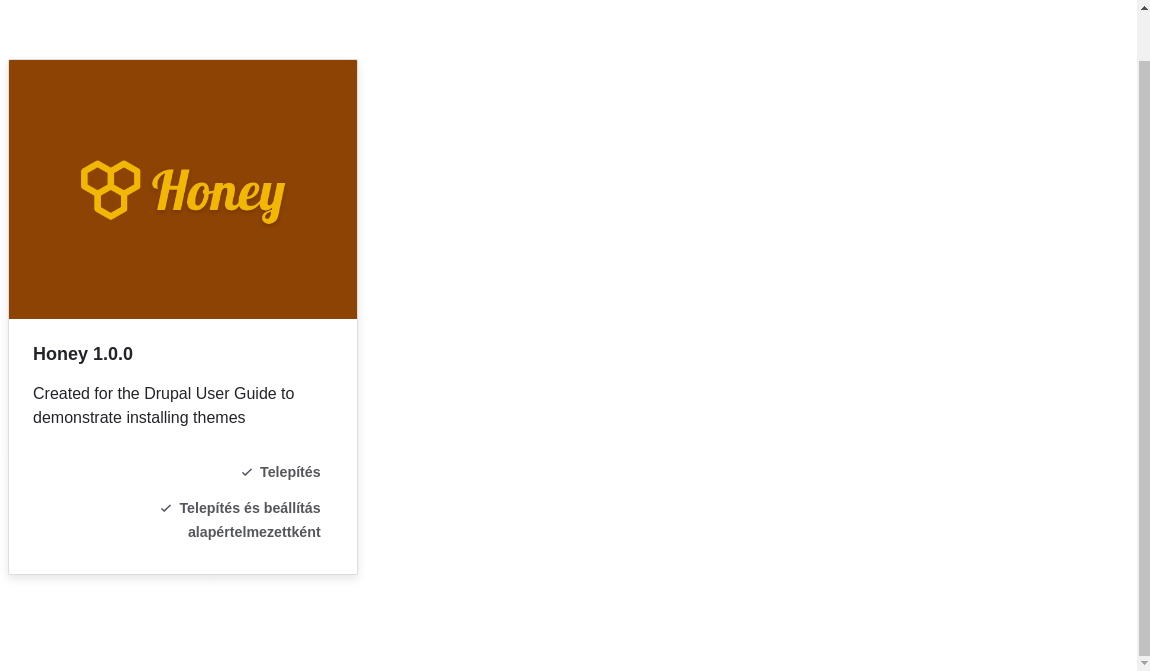 Honey
Honey 1.0.0
Created for the Drupal User Guide to
demonstrate installing themes
Telepítés
Telepítés és beállítás
alapértelmezettként